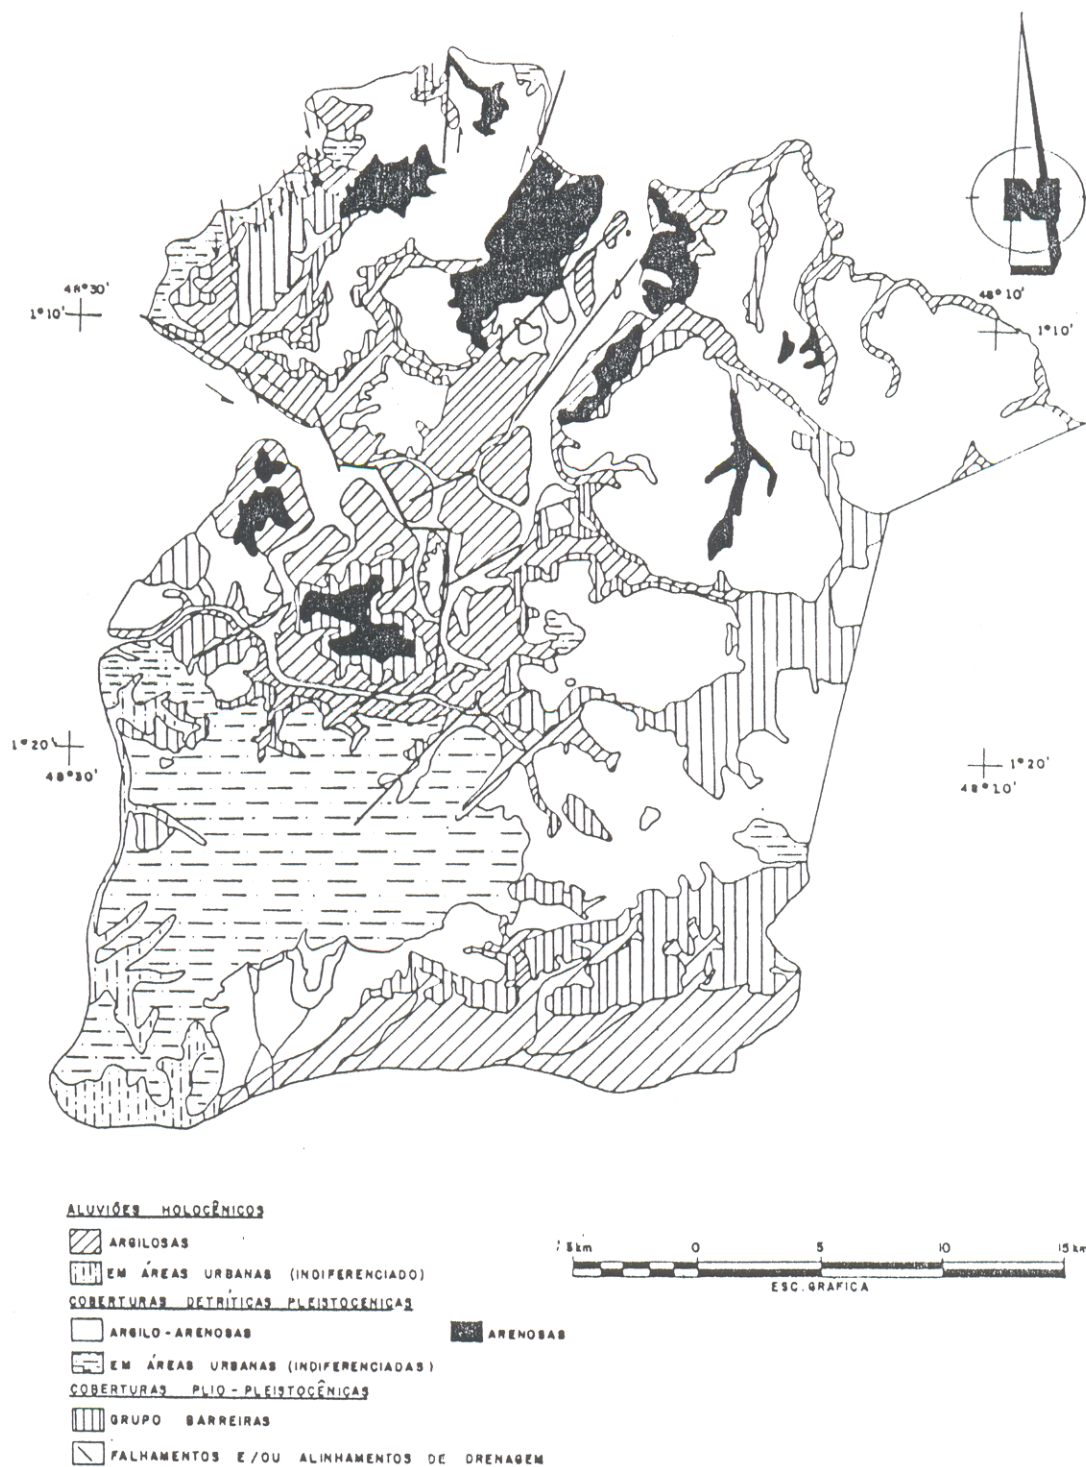 N
48°30'
1°10'
48°10'
1°10'
1°20'
48°30'
1°20'
48°10'
ALUVIÕES HOLOCÊNICOS
ARGILOSAS
EM ÁREAS URBANAS (INDIFERENCIADO)
COBERTURAS DETRÍTICAS PLEISTOCÊNICAS
ARGILO-ARENOSAS
ARENOSAS
EM ÁREAS URBANAS (INDIFERENCIADAS)
COBERTURAS PLIO-PLEISTOCÊNICAS
GRUPO BARREIRAS
FALHAMENTOS E/OU ALINHAMENTOS DE DRENAGEM
5km 0 5 10 15 km
ESC. GRÁFICA